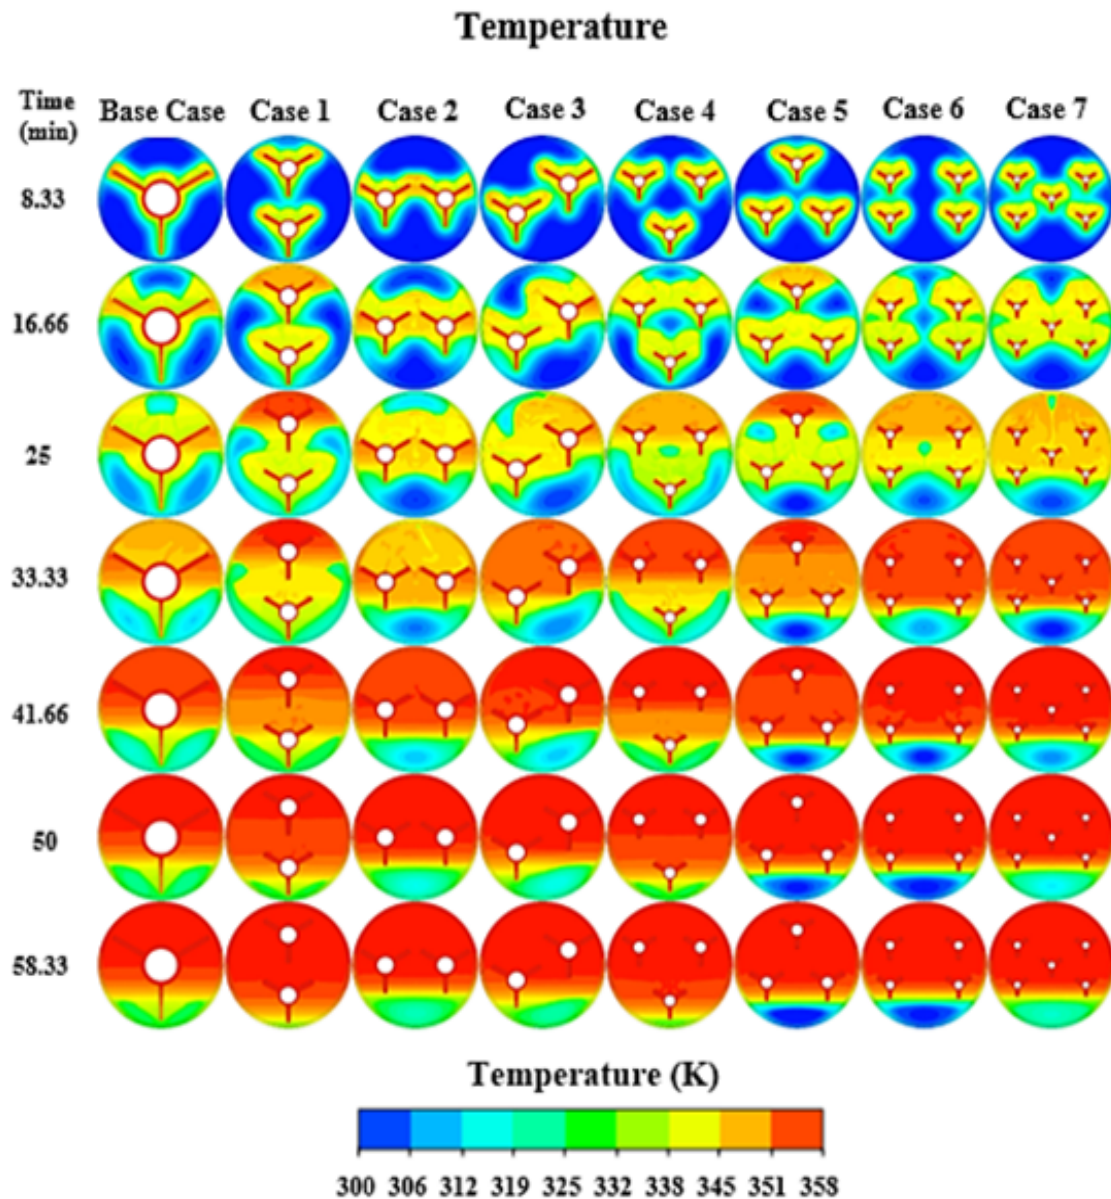 Temperature
Time
(min)
Base Case Case 1 Case 2 Case 3 Case 4 Case 5 Case 6 Case 7
8.33
16.66
25
33.33
41.66
50
58.33
Temperature (K)
300 306 312 319 325 332 338 345 351 358